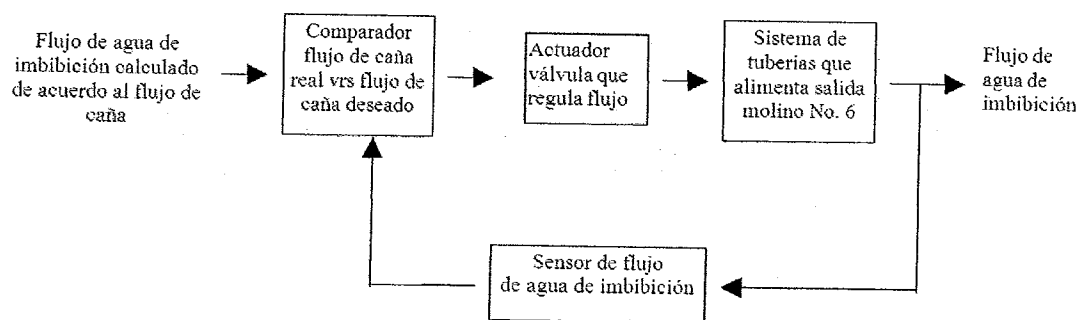 Flujo de agua de
imbibición calculado
de acuerdo al flujo de
caña
Comparador
flujo de caña
real vrs flujo de
caña deseado
Actuador
válvula que
regula flujo
Sistema de
tuberias que
alimenta salida
molino No. 6
Flujo de
agua de
imbibición
Sensor de flujo
de agua de imbibición